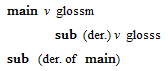 main v glossm
sub (der.) v glosss
sub (der. of main)